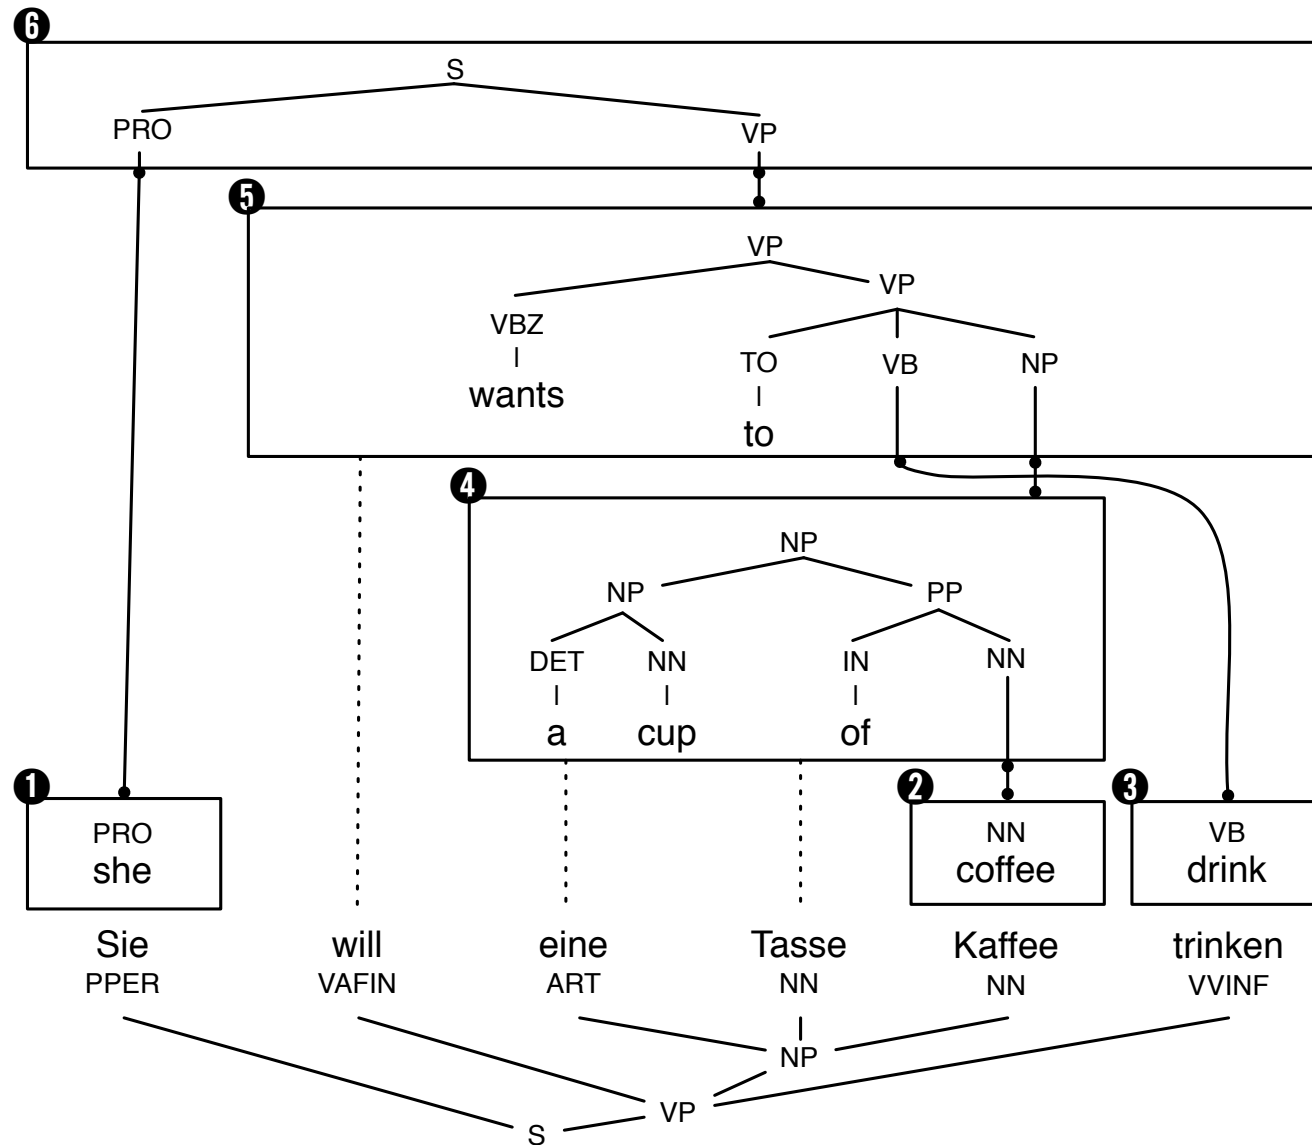 6
S
PRO VP
5
VP
VP
VBZ
TO VB NP
wants
to
4
NP
NP PP
DET NN IN NN
a cup of
1 2 3
PRO NN VB
she coffee drink
Sie will eine Tasse Kaffee trinken
PPER VAFIN ART NN NN VVINF
NP
VP
S